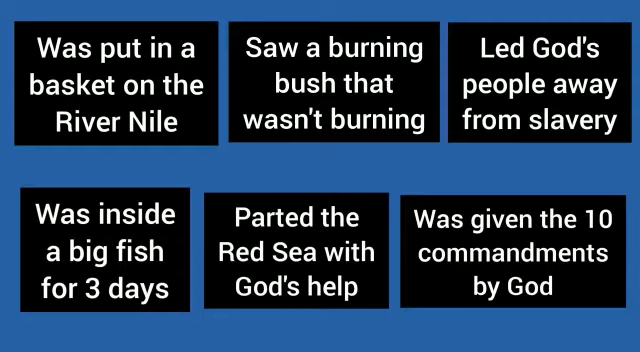 Was put in a
basket on the
River Nile
Saw a burning
bush that
wasn't burning
Led God's
people away
from slavery
Was inside
a big fish
for 3 days
Parted the
Red Sea with
God's help
Was given the 10
commandments
by God